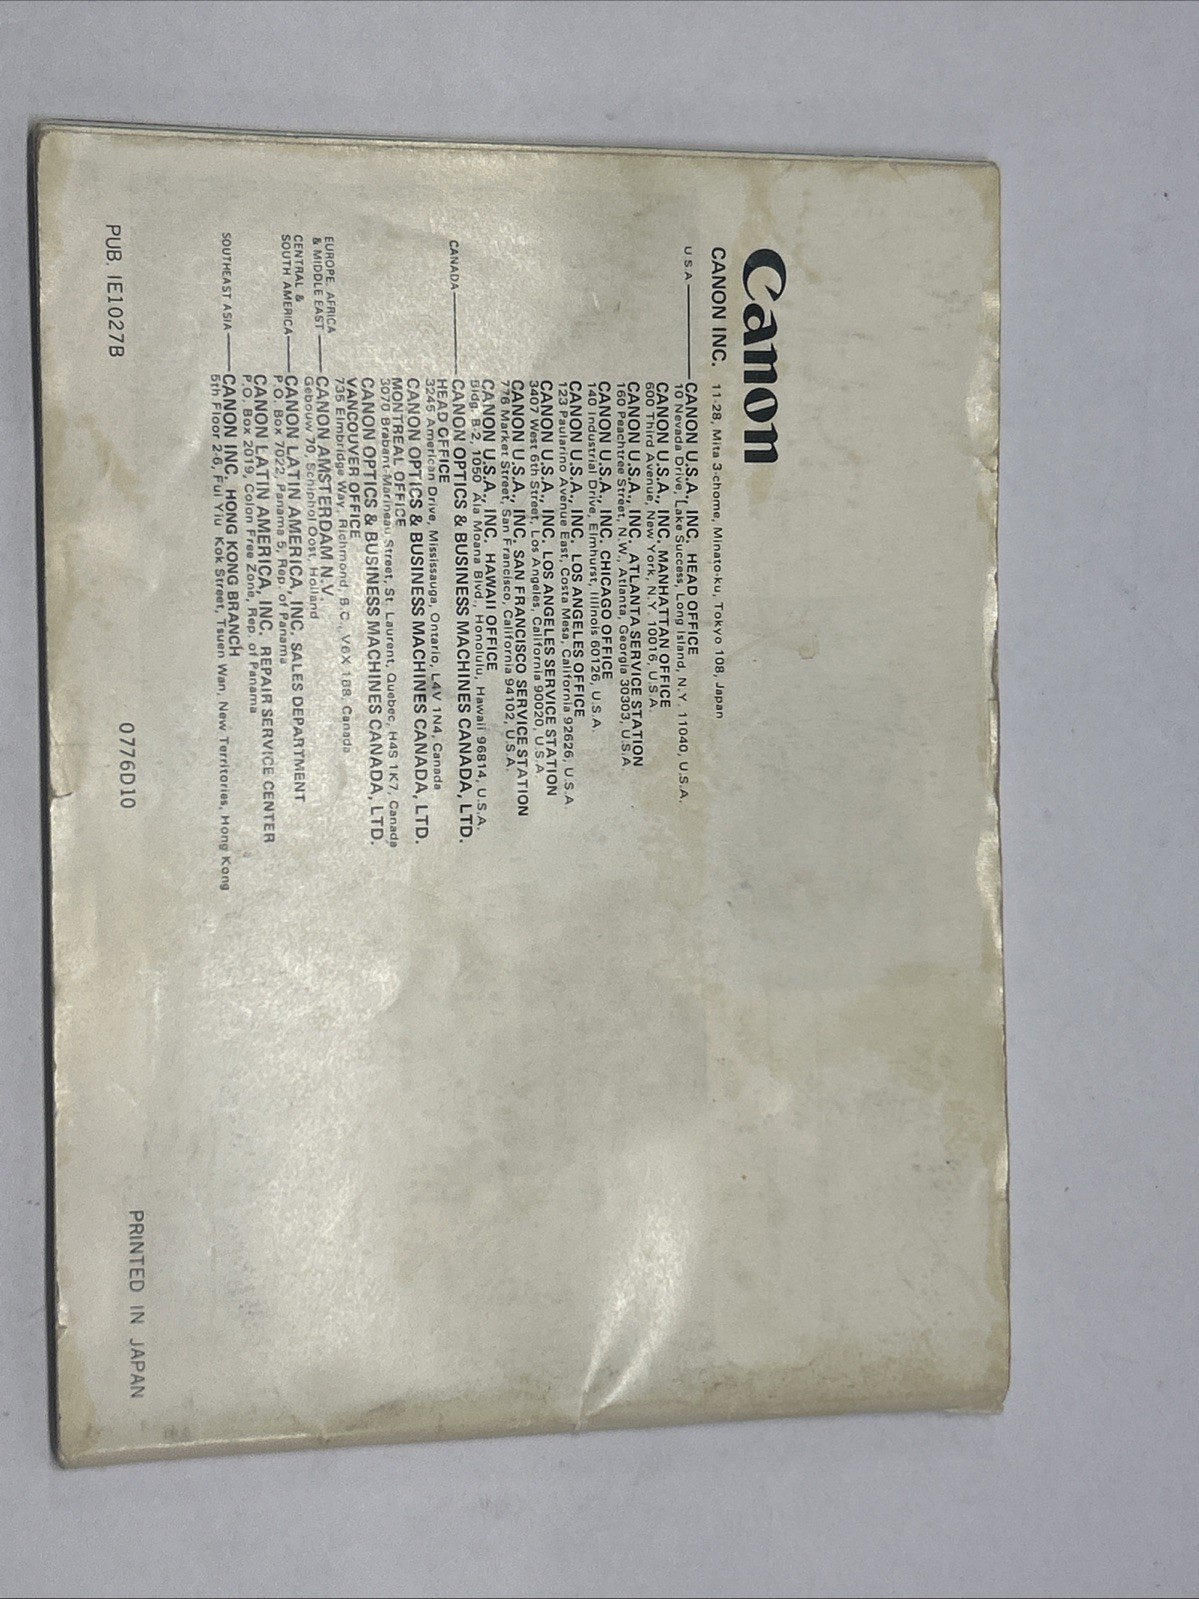 Canon
CANON INC. 11-28, Mita 3-chome, Minato-ku, Tokyo 108, Japan
U.S.A. CANON U.S.A., INC. HEAD OFFICE
10 Nevada Drive, Lake Success, Long Island, N.Y. 11040, U.S.A.
CANON U.S.A., INC. MANHATTAN OFFICE
600 Third Avenue, New York, N.Y. 10016, U.S.A.
CANON U.S.A., INC. ATLANTA SERVICE STATION
160 Peachtree Street, N.W., Atlanta, Georgia 30303, U.S.A.
CANON U.S.A., INC. CHICAGO OFFICE
140 Industrial Drive, Elmhurst, Illinois 60126, U.S.A.
CANON U.S.A., INC. LOS ANGELES OFFICE
123 Paularino Avenue East, Costa Mesa, California 92626, U.S.A.
CANON U.S.A., INC. LOS ANGELES SERVICE STATION
3407 West 6th Street, Los Angeles, California 90020, U.S.A.
CANON U.S.A., INC. SAN FRANCISCO SERVICE STATION
776 Market Street, San Francisco, California 94102, U.S.A.
CANON U.S.A., INC. HAWAII OFFICE
Bldg. B-2, 1050 Ala Moana Blvd., Honolulu, Hawaii 96814, U.S.A.
CANADA CANON OPTICS & BUSINESS MACHINES CANADA, LTD.
HEAD OFFICE
3245 American Drive, Mississauga, Ontario, L4V 1N4, Canada
CANON OPTICS & BUSINESS MACHINES CANADA, LTD.
MONTREAL OFFICE
3070 Brabant-Marineau Street, St. Laurent, Quebec, H4S 1K7, Canada
CANON OPTICS & BUSINESS MACHINES CANADA, LTD.
VANCOUVER OFFICE
735 Elmbridge Way, Richmond, B.C., V6X 1B8, Canada
EUROPE, AFRICA
& MIDDLE EAST CANON AMSTERDAM N.V.
Gebouw 70, Schiphol Oost, Holland
CENTRAL &
SOUTH AMERICA CANON LATIN AMERICA, INC. SALES DEPARTMENT
P.O. Box 7022, Panama 5, Rep. of Panama
CANON LATIN AMERICA, INC. REPAIR SERVICE CENTER
P.O. Box 2019, Colon Free Zone, Rep. of Panama
SOUTHEAST ASIA CANON INC. HONG KONG BRANCH
5th Floor 2-6, Fui Yiu Kok Street, Tsuen Wan, New Territories, Hong Kong
PUB. IE1027B 0776D10 PRINTED IN JAPAN